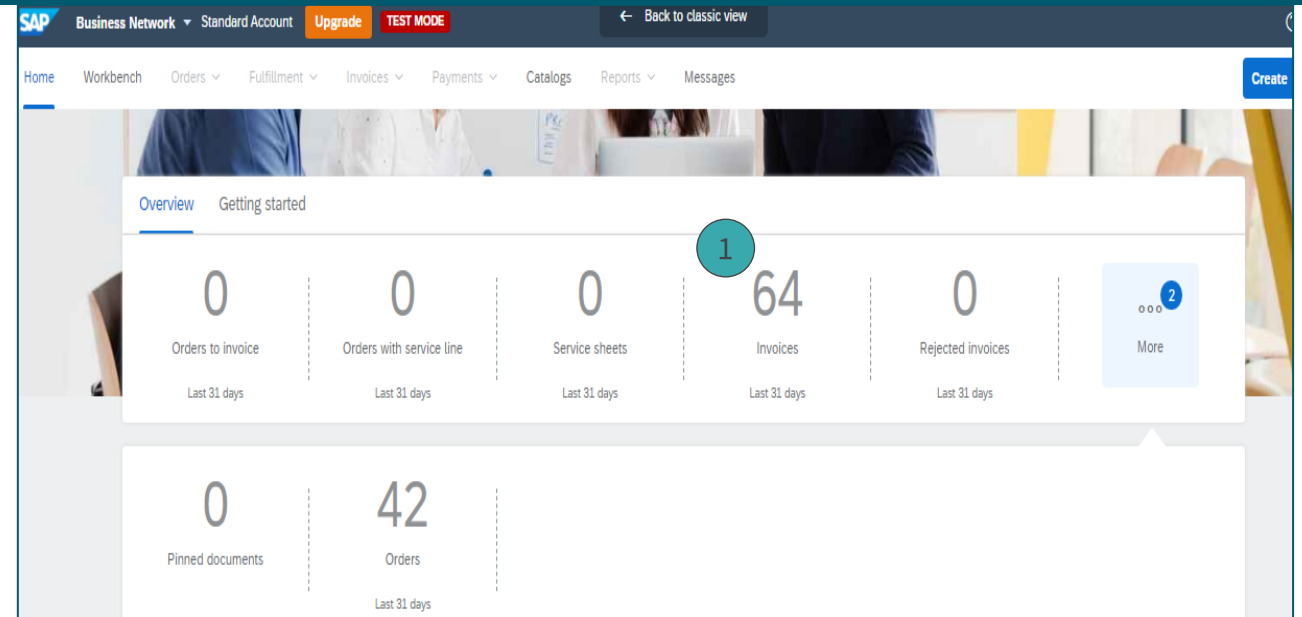 SAP Business Network Standard Account Upgrade TEST MODE ← Back to classic view
Home Workbench Orders Fulfillment Invoices Payments Catalogs Reports Messages Create
Overview Getting started
1
0 0 0 64 0 2
Orders to invoice Orders with service line Service sheets Invoices Rejected invoices More
Last 31 days Last 31 days Last 31 days Last 31 days Last 31 days
0 42
Pinned documents Orders
Last 31 days